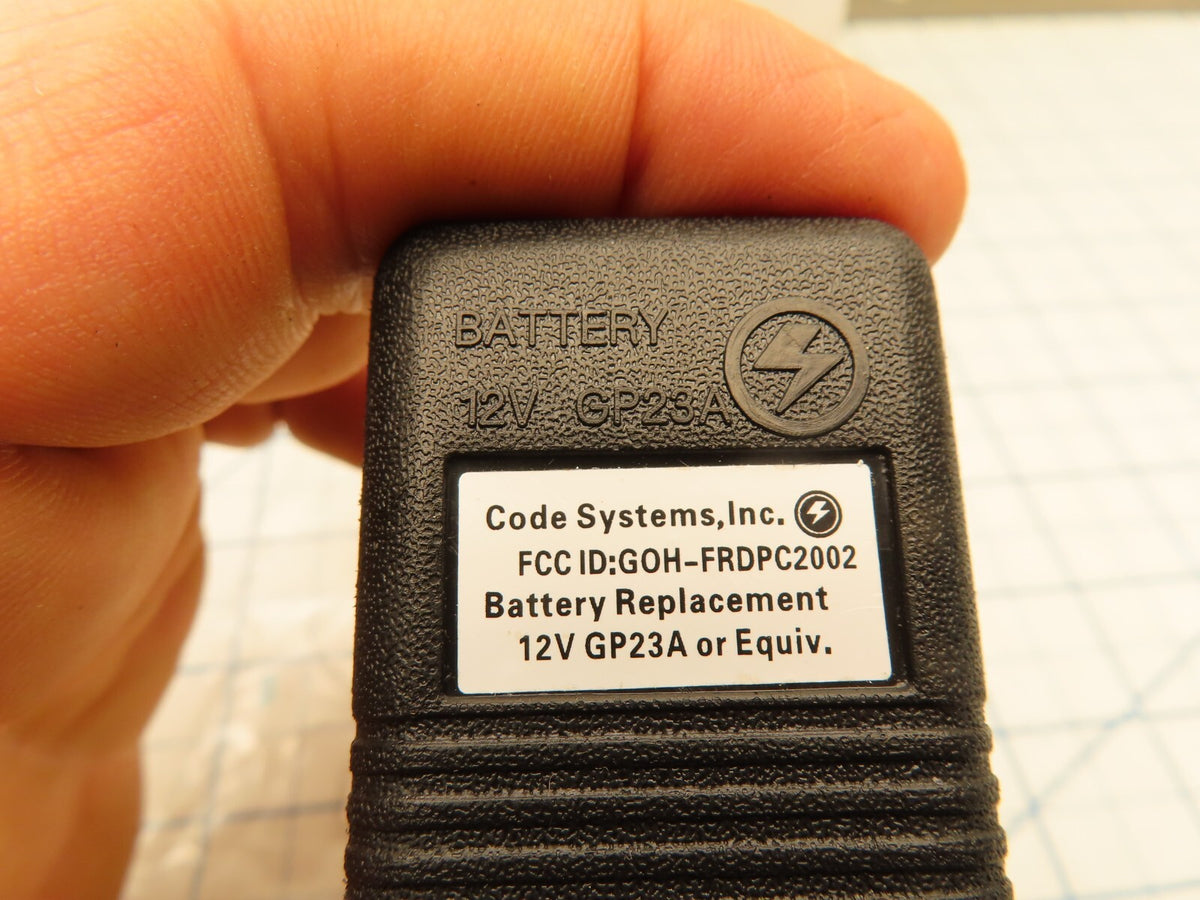 BATTERY
12V GP23A
Code Systems,Inc.
FCC ID:GOH-FRDPC2002
Battery Replacement
12V GP23A or Equiv.